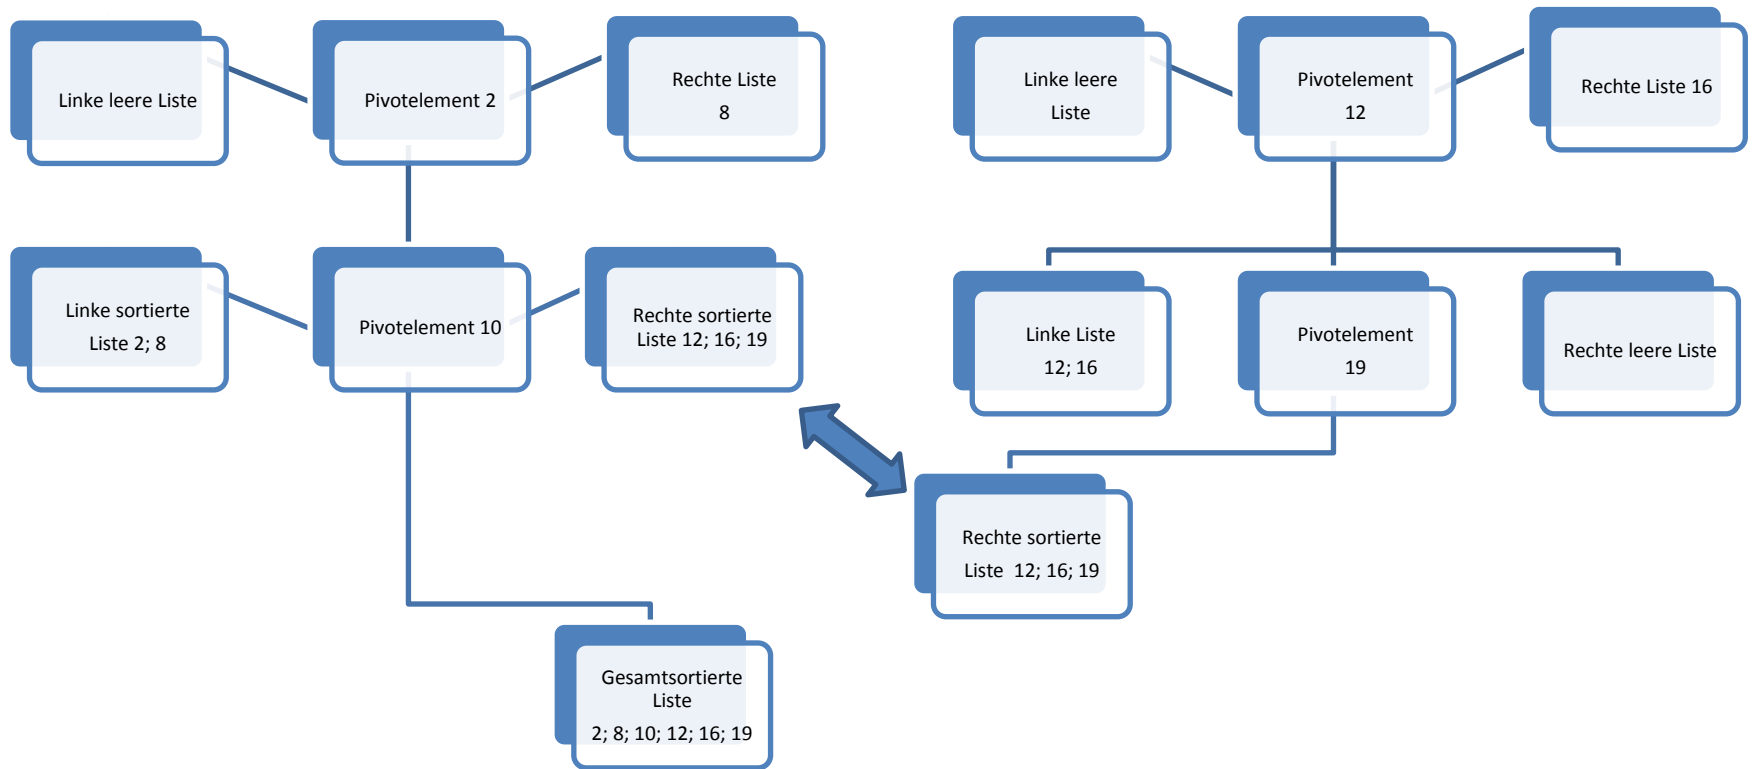 Linke leere Liste
Pivotelement 2
Rechte Liste
8
Linke leere
Liste
Pivotelement
12
Rechte Liste 16
Linke sortierte
Liste 2; 8
Pivotelement 10
Rechte sortierte
Liste 12; 16; 19
Linke Liste
12; 16
Pivotelement
19
Rechte leere Liste
Rechte sortierte
Liste 12; 16; 19
Gesamtsortierte
Liste
2; 8; 10; 12; 16; 19